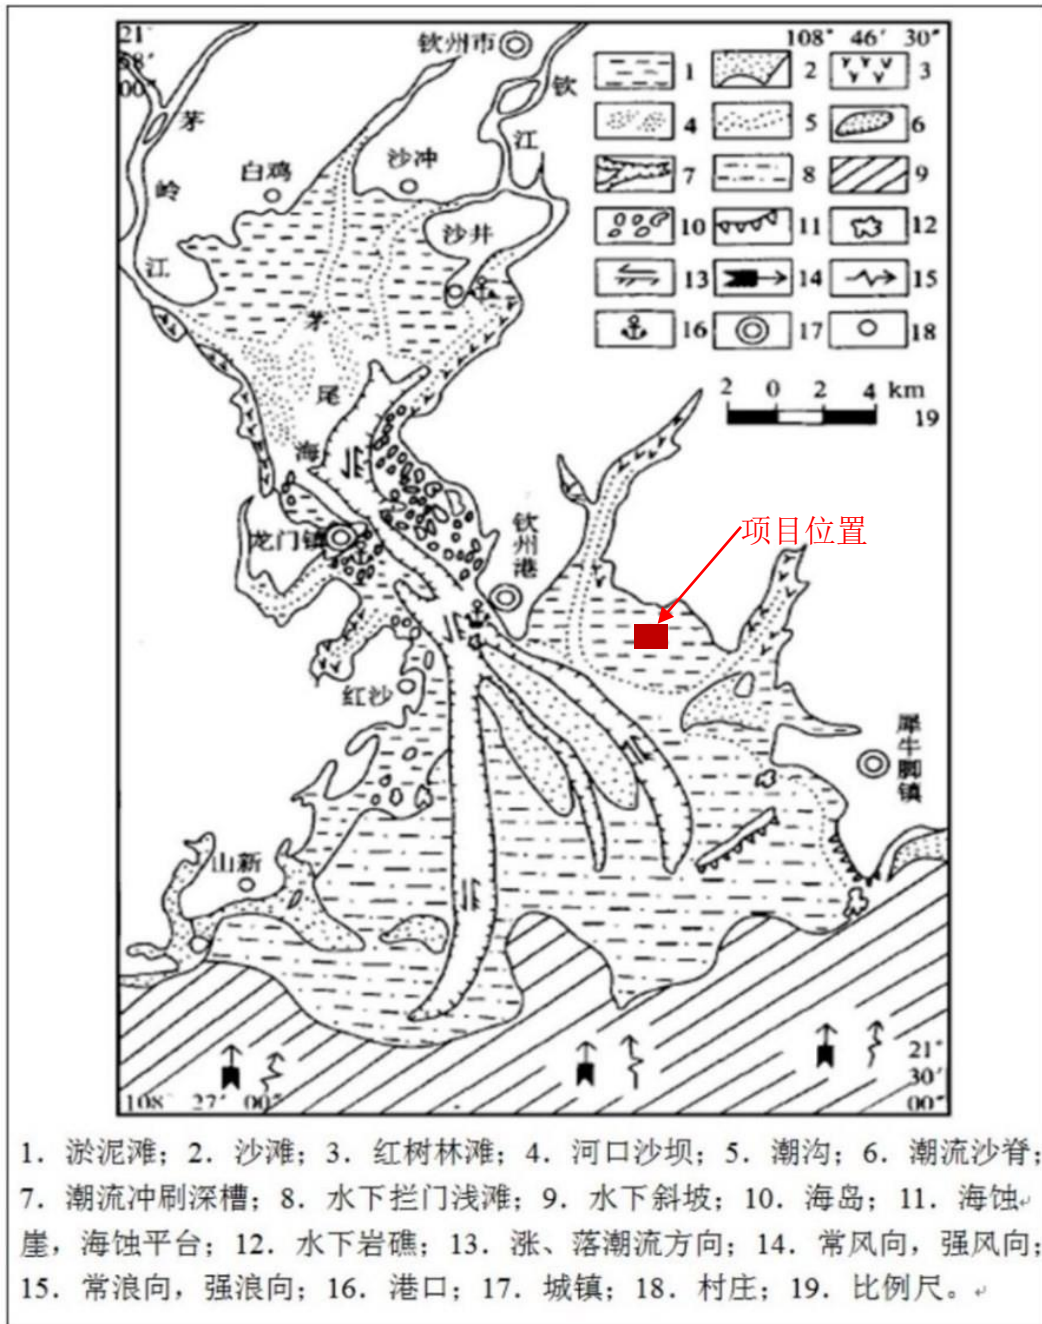 21°
58′
00″
钦州市
108° 46′ 30″
茅
岭
江
钦
江
白鸡
沙冲
沙井
茅
尾
海
1
2
3
4
5
6
7
8
9
10
11
12
13
14
15
16
17
18
2 0 2 4 km
19
项目位置
龙门镇
钦州港
红沙
犀牛脚镇
山新
21°
30′
00″
108° 27′ 00″
1. 淤泥滩；2. 沙滩；3. 红树林滩；4. 河口沙坝；5. 潮沟；6. 潮流沙脊；
7. 潮流冲刷深槽；8. 水下拦门浅滩；9. 水下斜坡；10. 海岛；11. 海蚀
崖，海蚀平台；12. 水下岩礁；13. 涨、落潮流方向；14. 常风向，强风向；
15. 常浪向，强浪向；16. 港口；17. 城镇；18. 村庄；19. 比例尺。